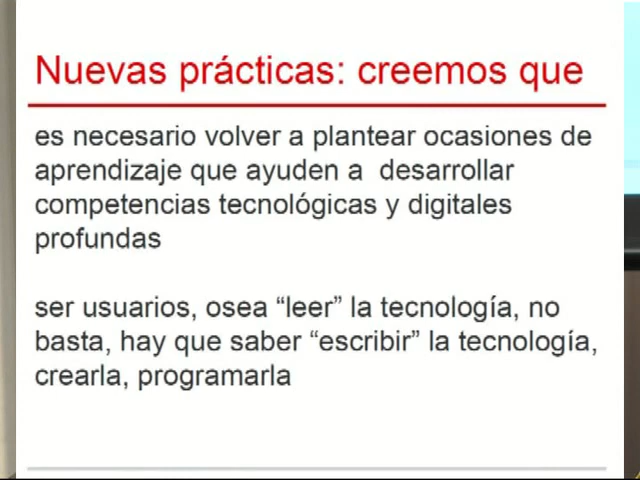 Nuevas prácticas: creemos que
es necesario volver a plantear ocasiones de
aprendizaje que ayuden a desarrollar
competencias tecnológicas y digitales
profundas
ser usuarios, osea “leer” la tecnología, no
basta, hay que saber “escribir” la tecnología,
crearla, programarla